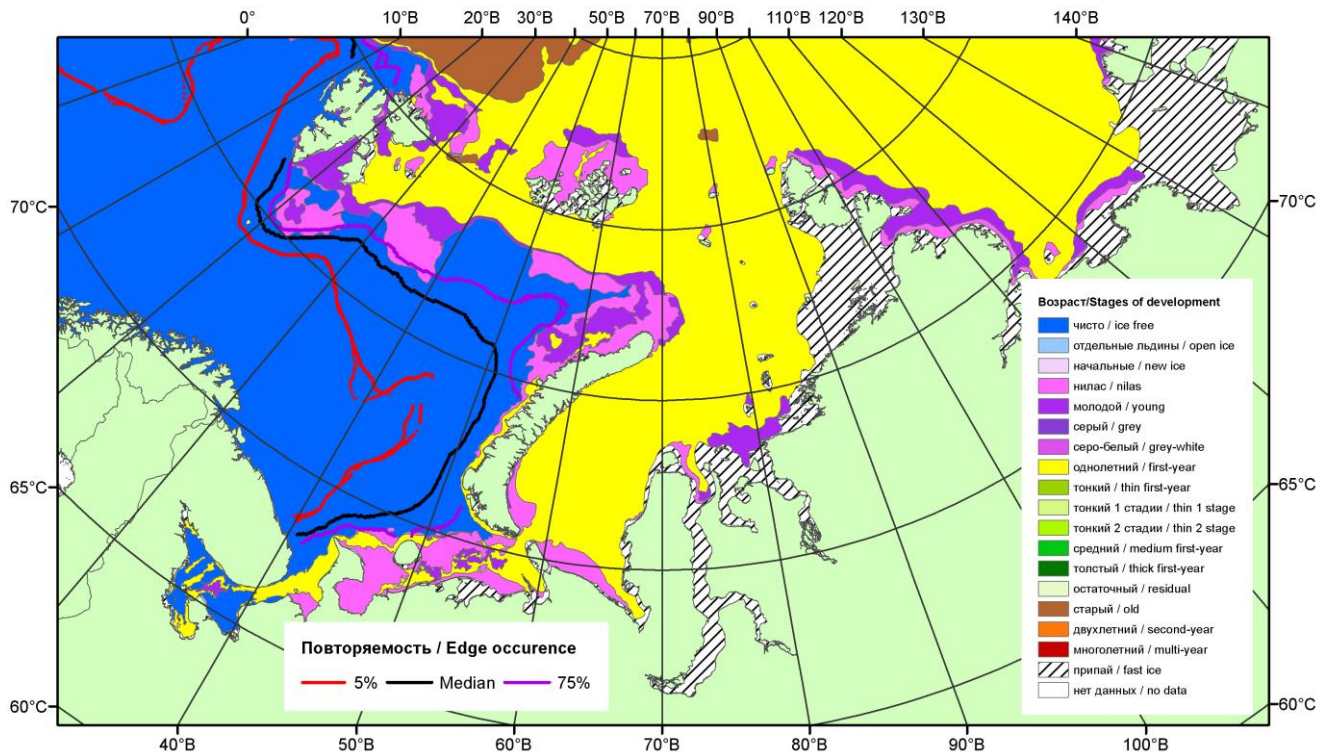 0° 10°В 20°В 30°В 50°В 70°В 90°В 110°В 120°В 130°В 140°В
70°С 70°С
65°С 65°С
60°С 60°С
40°В 50°В 60°В 70°В 80°В 90°В 100°В
Повторяемость / Edge occurence
5% Median 75%
Возраст/Stages of development
чисто / ice free
отдельные льдины / open ice
начальные / new ice
нилас / nilas
молодой / young
серый / grey
серо-белый / grey-white
однолетний / first-year
тонкий / thin first-year
тонкий 1 стадии / thin 1 stage
тонкий 2 стадии / thin 2 stage
средний / medium first-year
толстый / thick first-year
остаточный / residual
старый / old
двухлетний / second-year
многолетний / multi-year
припай / fast ice
нет данных / no data